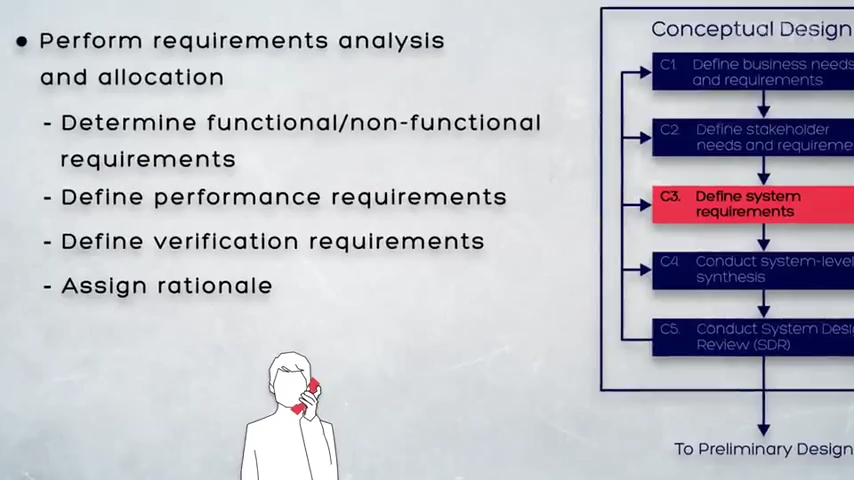 ● Perform requirements analysis
and allocation
- Determine functional/non-functional
requirements
- Define performance requirements
- Define verification requirements
- Assign rationale
Conceptual Design
C1. Define business needs
and requirements
C2. Define stakeholder
needs and requireme
C3. Define system
requirements
C4. Conduct system-level
synthesis
C5. Conduct System Desi
Review (SDR)
To Preliminary Design